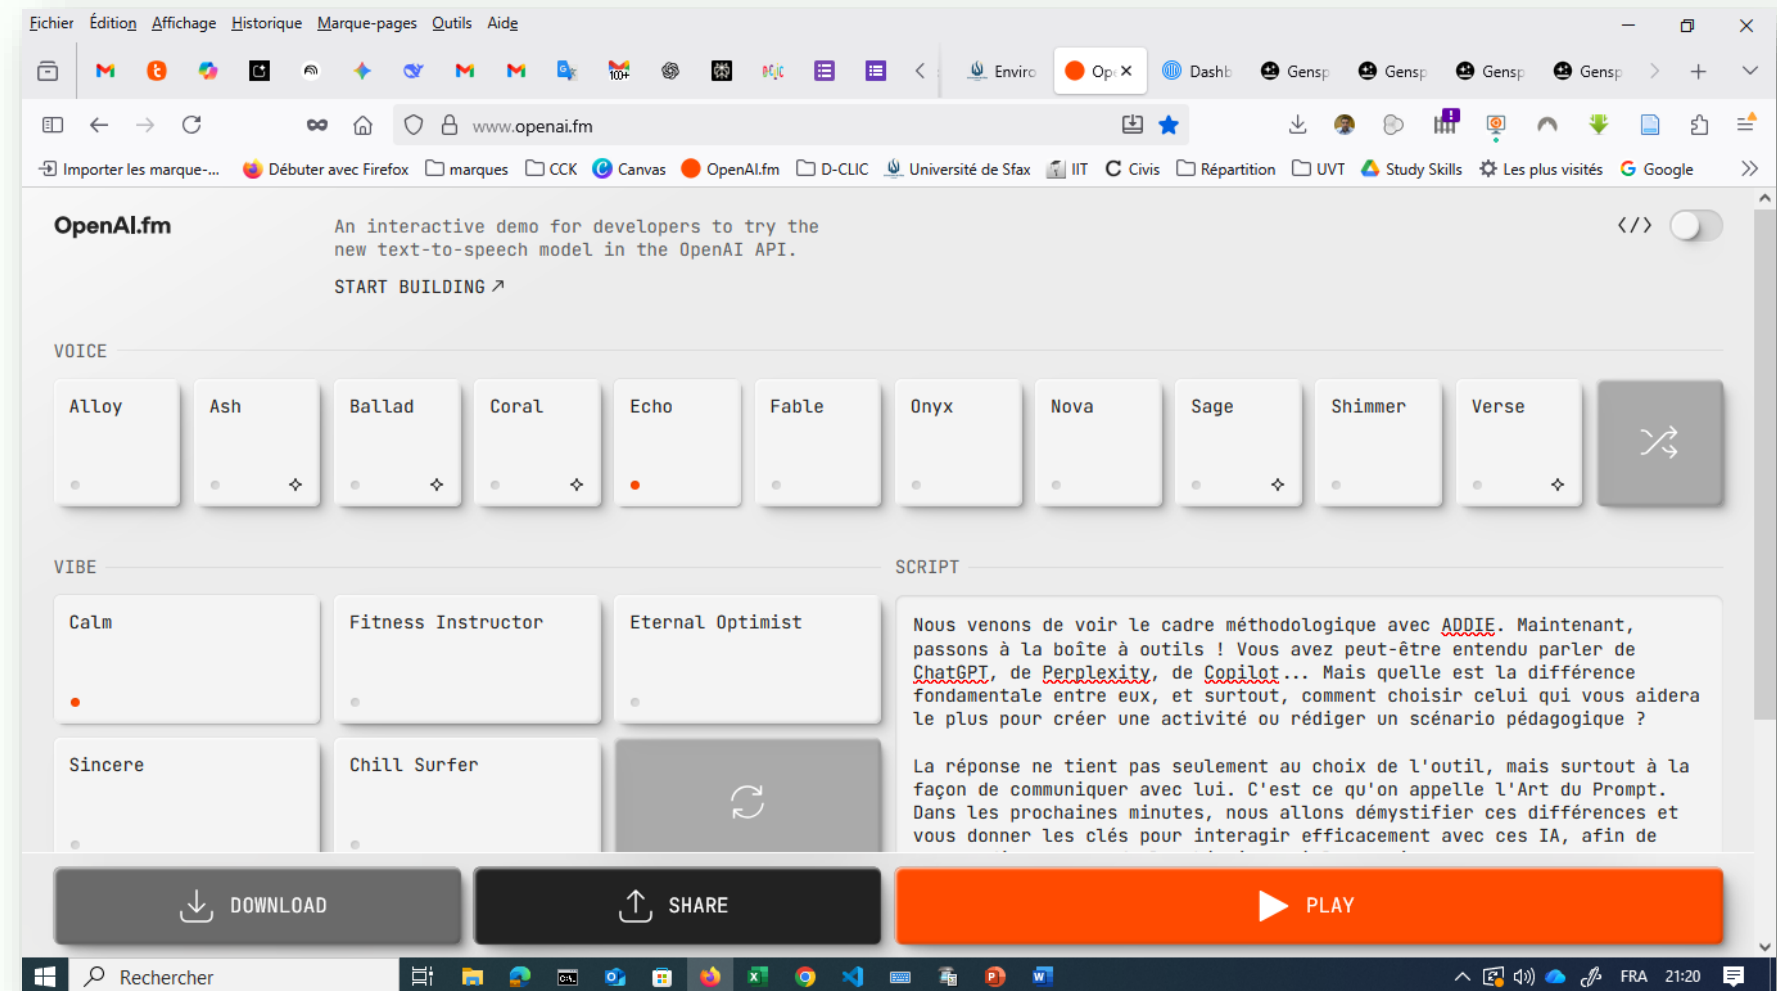 Fichier Édition Affichage Historique Marque-pages Outils Aide
100+ Enviro Op Dashb Gensp Gensp Gensp Gensp
www.openai.fm
Importer les marque-... Débuter avec Firefox marques CCK Canvas OpenAI.fm D-CLIC Université de Sfax IIT Civis Répartition UVT Study Skills Les plus visités Google
OpenAI.fm
An interactive demo for developers to try the
new text-to-speech model in the OpenAI API.
START BUILDING ↗
</>
VOICE
Alloy Ash Ballad Coral Echo Fable Onyx Nova Sage Shimmer Verse
VIBE
Calm Fitness Instructor Eternal Optimist
Sincere Chill Surfer
SCRIPT
Nous venons de voir le cadre méthodologique avec ADDIE. Maintenant,
passons à la boîte à outils ! Vous avez peut-être entendu parler de
ChatGPT, de Perplexity, de Copilot... Mais quelle est la différence
fondamentale entre eux, et surtout, comment choisir celui qui vous aidera
le plus pour créer une activité ou rédiger un scénario pédagogique ?
La réponse ne tient pas seulement au choix de l'outil, mais surtout à la
façon de communiquer avec lui. C'est ce qu'on appelle l'Art du Prompt.
Dans les prochaines minutes, nous allons démystifier ces différences et
vous donner les clés pour interagir efficacement avec ces IA, afin de
DOWNLOAD SHARE PLAY
Rechercher FRA 21:20